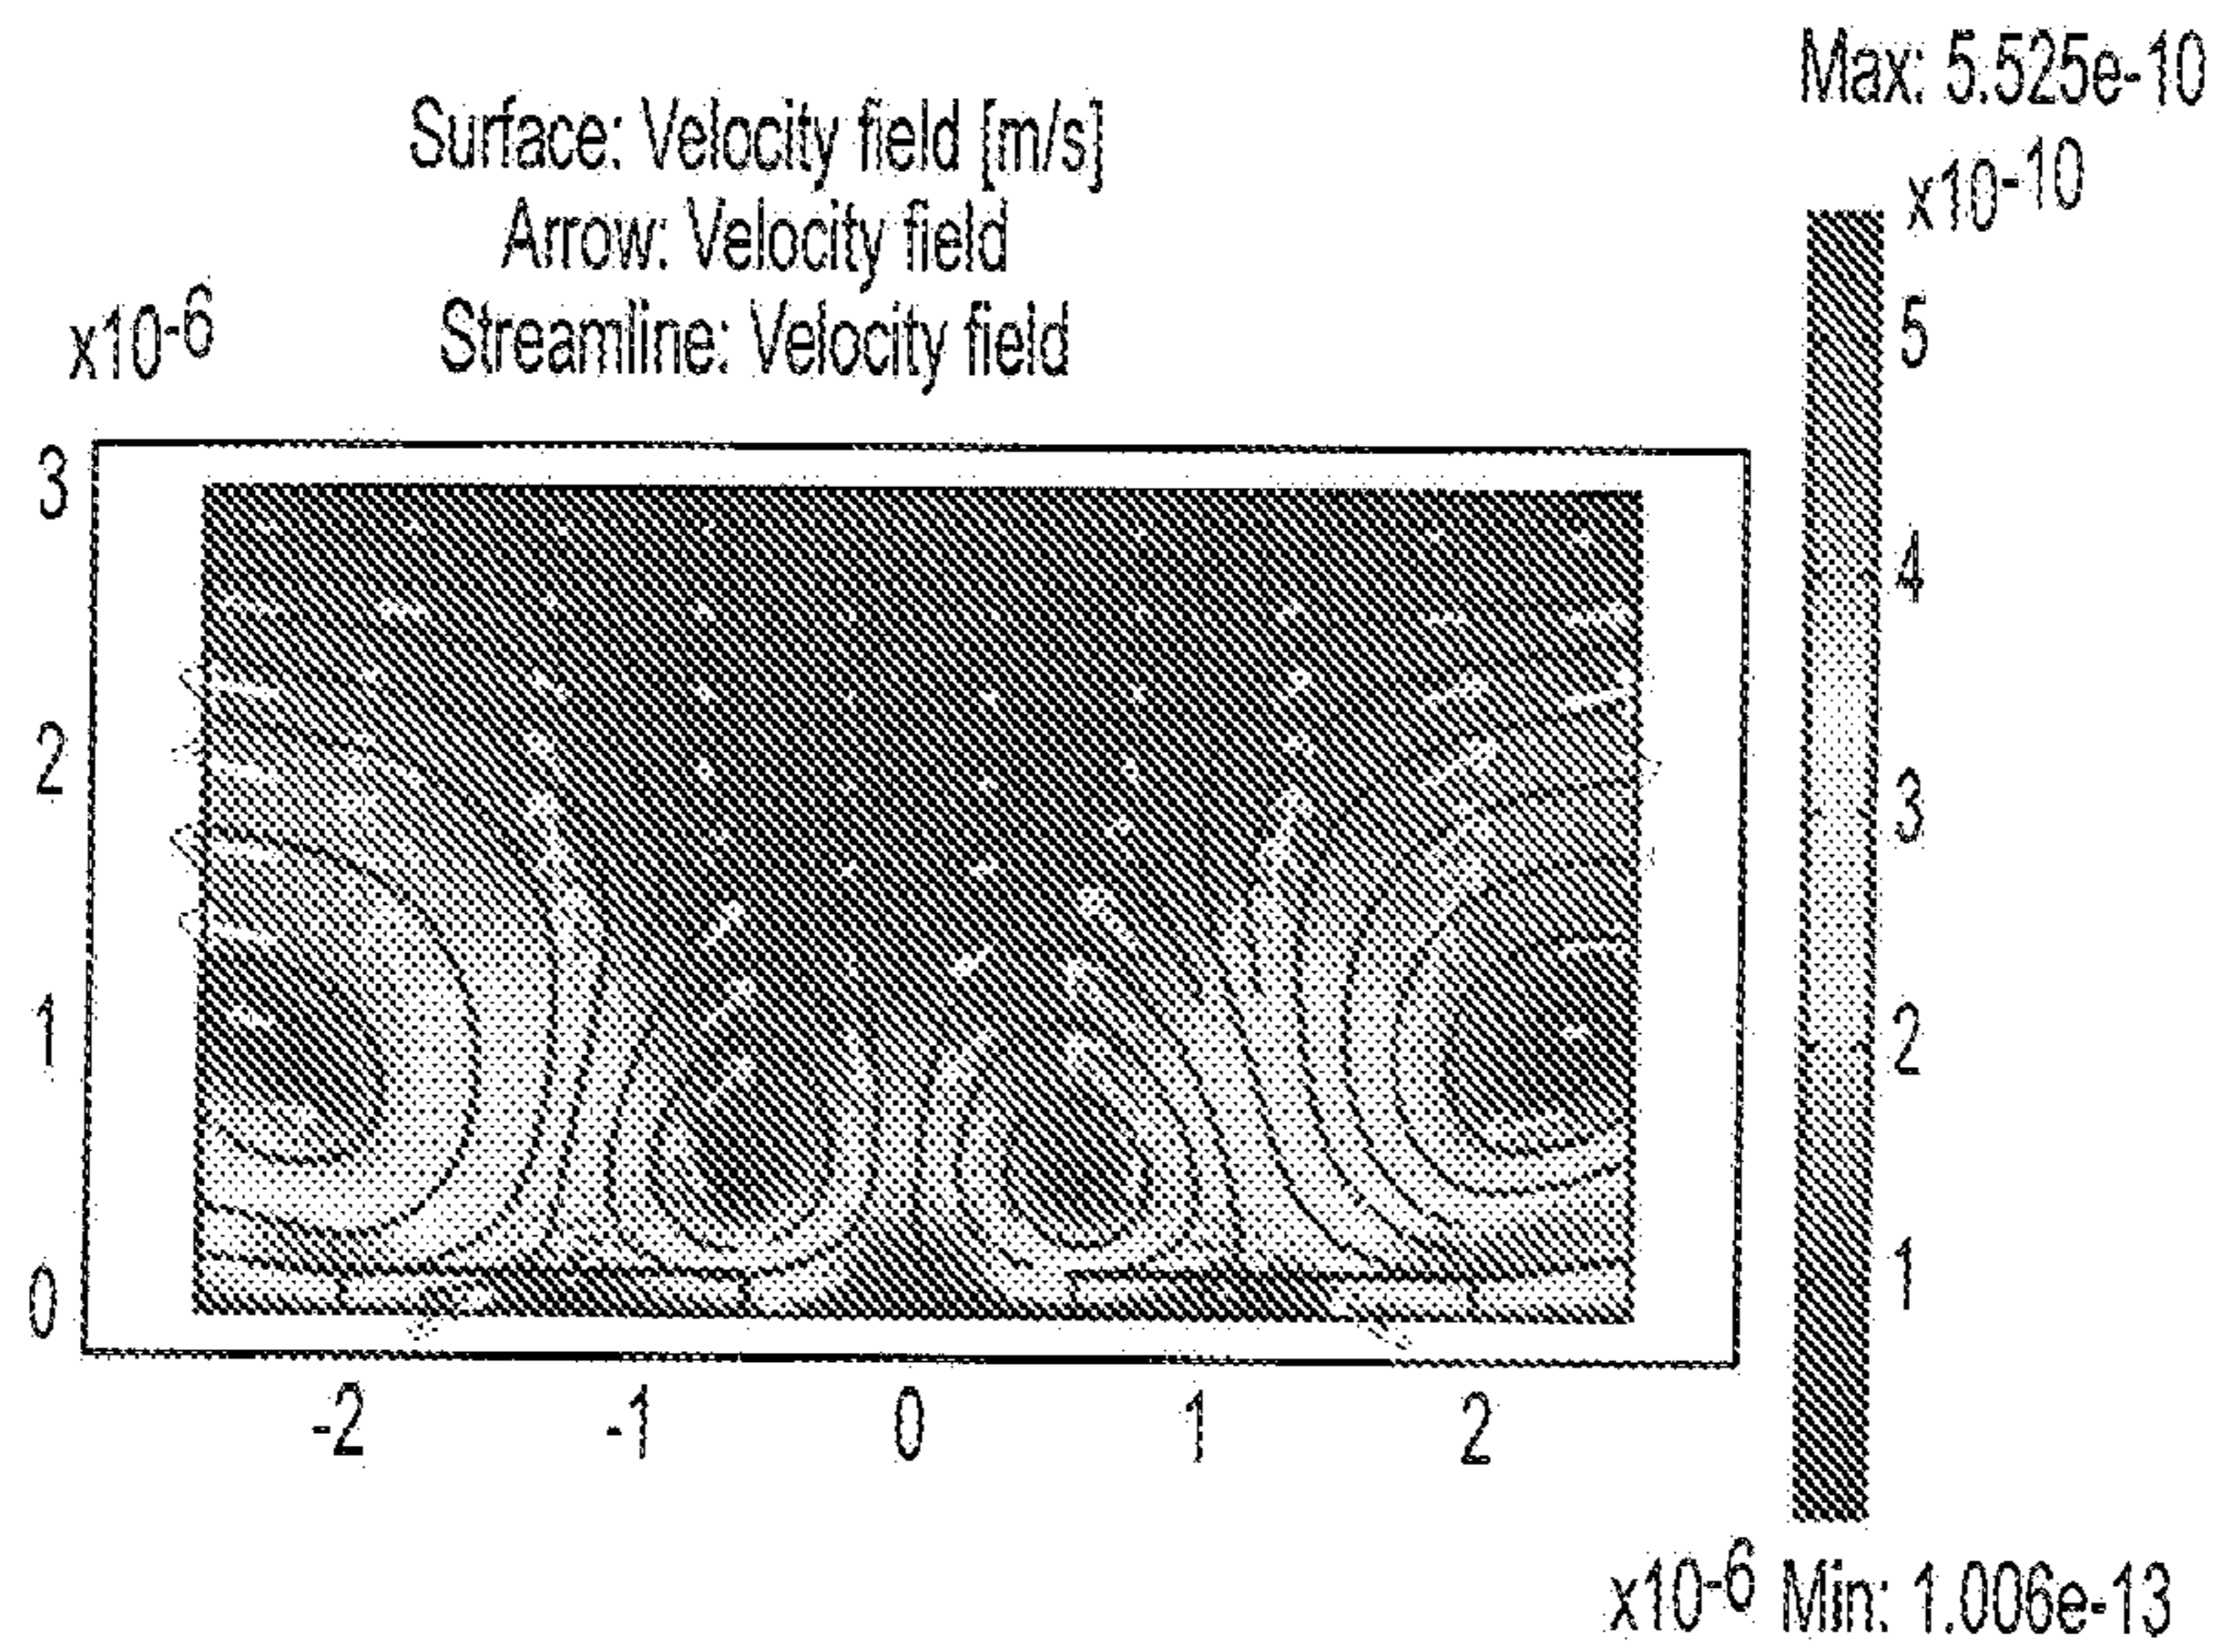 Max: 5.525e-10
x10-10
Surface: Velocity field [m/s]
Arrow: Velocity field
Streamline: Velocity field
x10-6
3
2
1
0
-2 -1 0 1 2
x10-6
5
4
3
2
1
Min: 1.006e-13